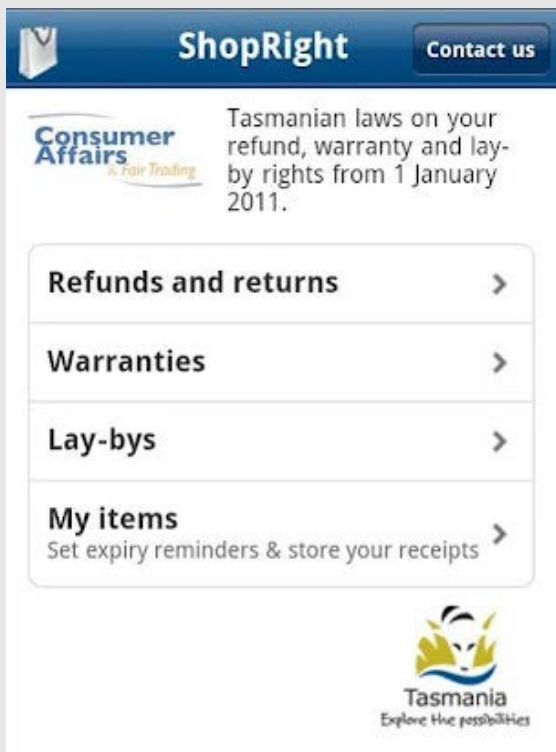 ShopRight
Contact us
Consumer
Affairs
& Fair Trading
Tasmanian laws on your
refund, warranty and lay-
by rights from 1 January
2011.
Refunds and returns
Warranties
Lay-bys
My items
Set expiry reminders & store your receipts
Tasmania
Explore the possibilities